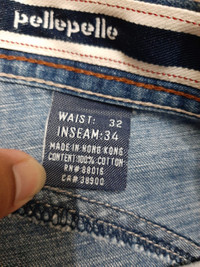 pellepelle
WAIST: 32
INSEAM: 34
MADE IN HONG KONG
CONTENT: 100% COTTON
RN# 88016
CA# 38900